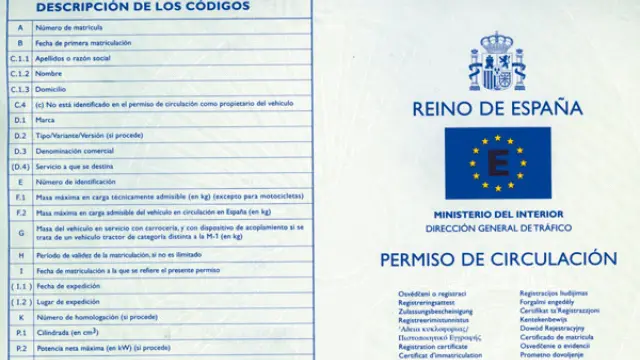 DESCRIPCIÓN DE LOS CÓDIGOS
A Número de matrícula
B Fecha de primera matriculación
C.1.1 Apellidos o razón social
C.1.2 Nombre
C.1.3 Domicilio
C.4 (c) No está identificado en el permiso de circulación como propietario del vehículo
D.1 Marca
D.2 Tipo/Variante/Versión (si procede)
D.3 Denominación comercial
(D.4) Servicio a que se destina
E Número de identificación
F.1 Masa máxima en carga técnicamente admisible (en kg) (excepto para motocicletas)
F.2 Masa máxima en carga admisible del vehículo en circulación en España (en kg)
G Masa del vehículo en servicio con carrocería, y con dispositivo de acoplamiento si se
trata de un vehículo tractor de categoría distinta a la M-1 (en kg)
H Período de validez de la matriculación, si no es ilimitado
I Fecha de matriculación a la que se refiere el presente permiso
(I.1) Fecha de expedición
(I.2) Lugar de expedición
K Número de homologación (si procede)
P.1 Cilindrada (en cm³)
P.2 Potencia neta máxima (en kW) (si procede)
REINO DE ESPAÑA
E
MINISTERIO DEL INTERIOR
DIRECCIÓN GENERAL DE TRÁFICO
PERMISO DE CIRCULACIÓN
Osvědčení o registraci
Registreringsattest
Zulassungsbescheinigung
Registreerimistunnistus
Άδεια κυκλοφορίας/
Πιστοποιητικό Εγγραφής
Registration certificate
Certificat d'immatriculation
Registracijos liudijimas
Forgalmi engedély
Ċertifikat ta' Reġistrazzjoni
Kentekenbewijs
Dowód Rejestracyjny
Certificado de matrícula
Osvedčenie o evidencii
Prometno dovoljenje